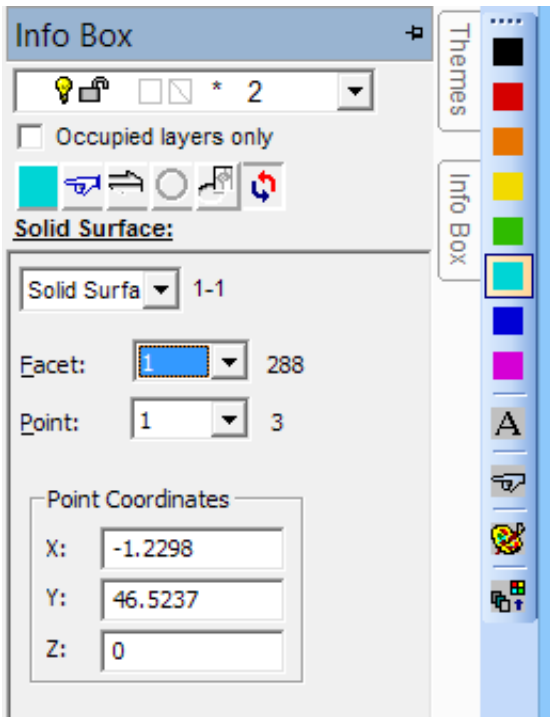 Info Box
* 2
Occupied layers only
Solid Surface:
Solid Surfa 1-1
Facet: 1 288
Point: 1 3
Point Coordinates
X: -1.2298
Y: 46.5237
Z: 0
Themes
Info Box
A